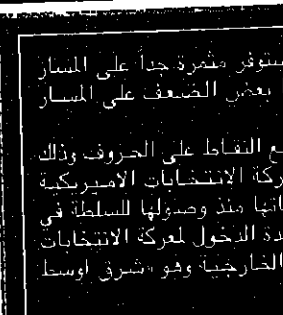 ستوفر مثمرة جداً على المسار
بعض الضعف على المسار
ع النقاط على الحروف وذلك
ركة الانتخابات الاميريكية
اتها منذ وصولها للسلطة في
دة الدخول لمعركة الانتخابات
الخارجية وهو «شرق اوسط